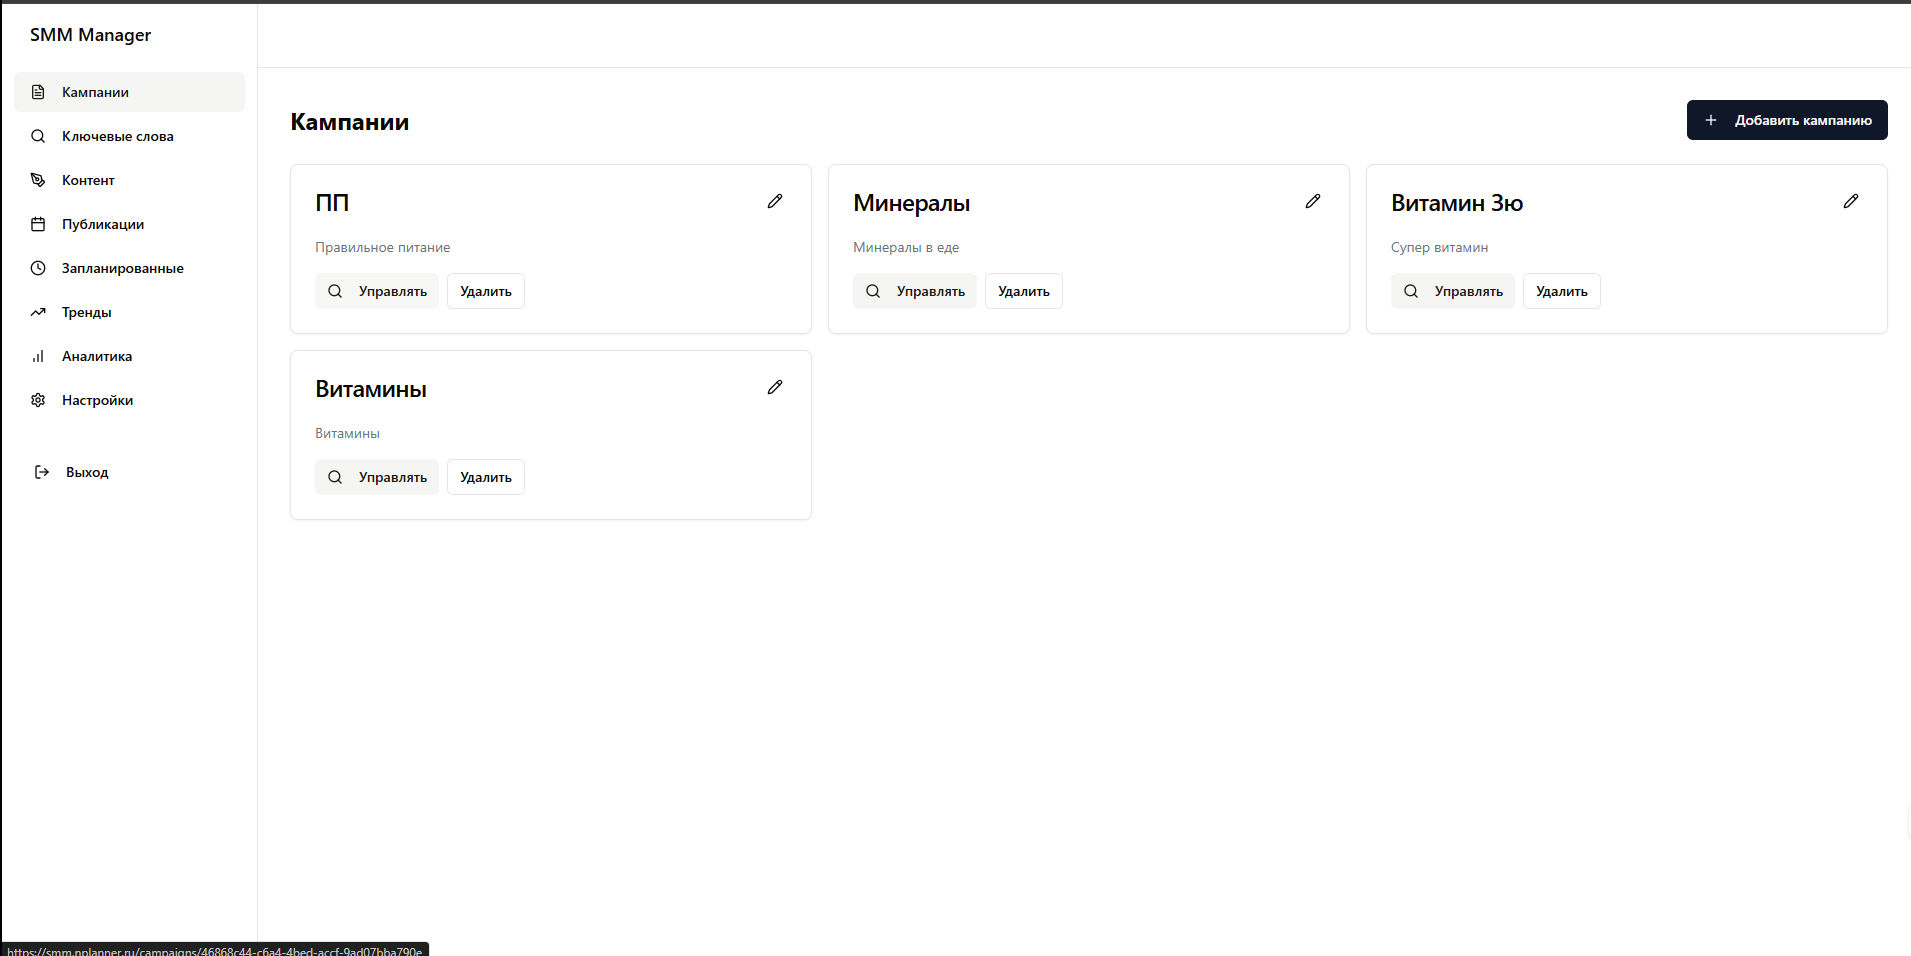 SMM Manager
Кампании
Ключевые слова
Контент
Публикации
Запланированные
Тренды
Аналитика
Настройки
Выход
Кампании
Добавить кампанию
ПП
Правильное питание
Управлять Удалить
Минералы
Минералы в еде
Управлять Удалить
Витамин 3ю
Супер витамин
Управлять Удалить
Витамины
Витамины
Управлять Удалить
https://smm.nplanner.ru/campaigns/46868c44-c6a4-4bed-accf-9ad07bba790e